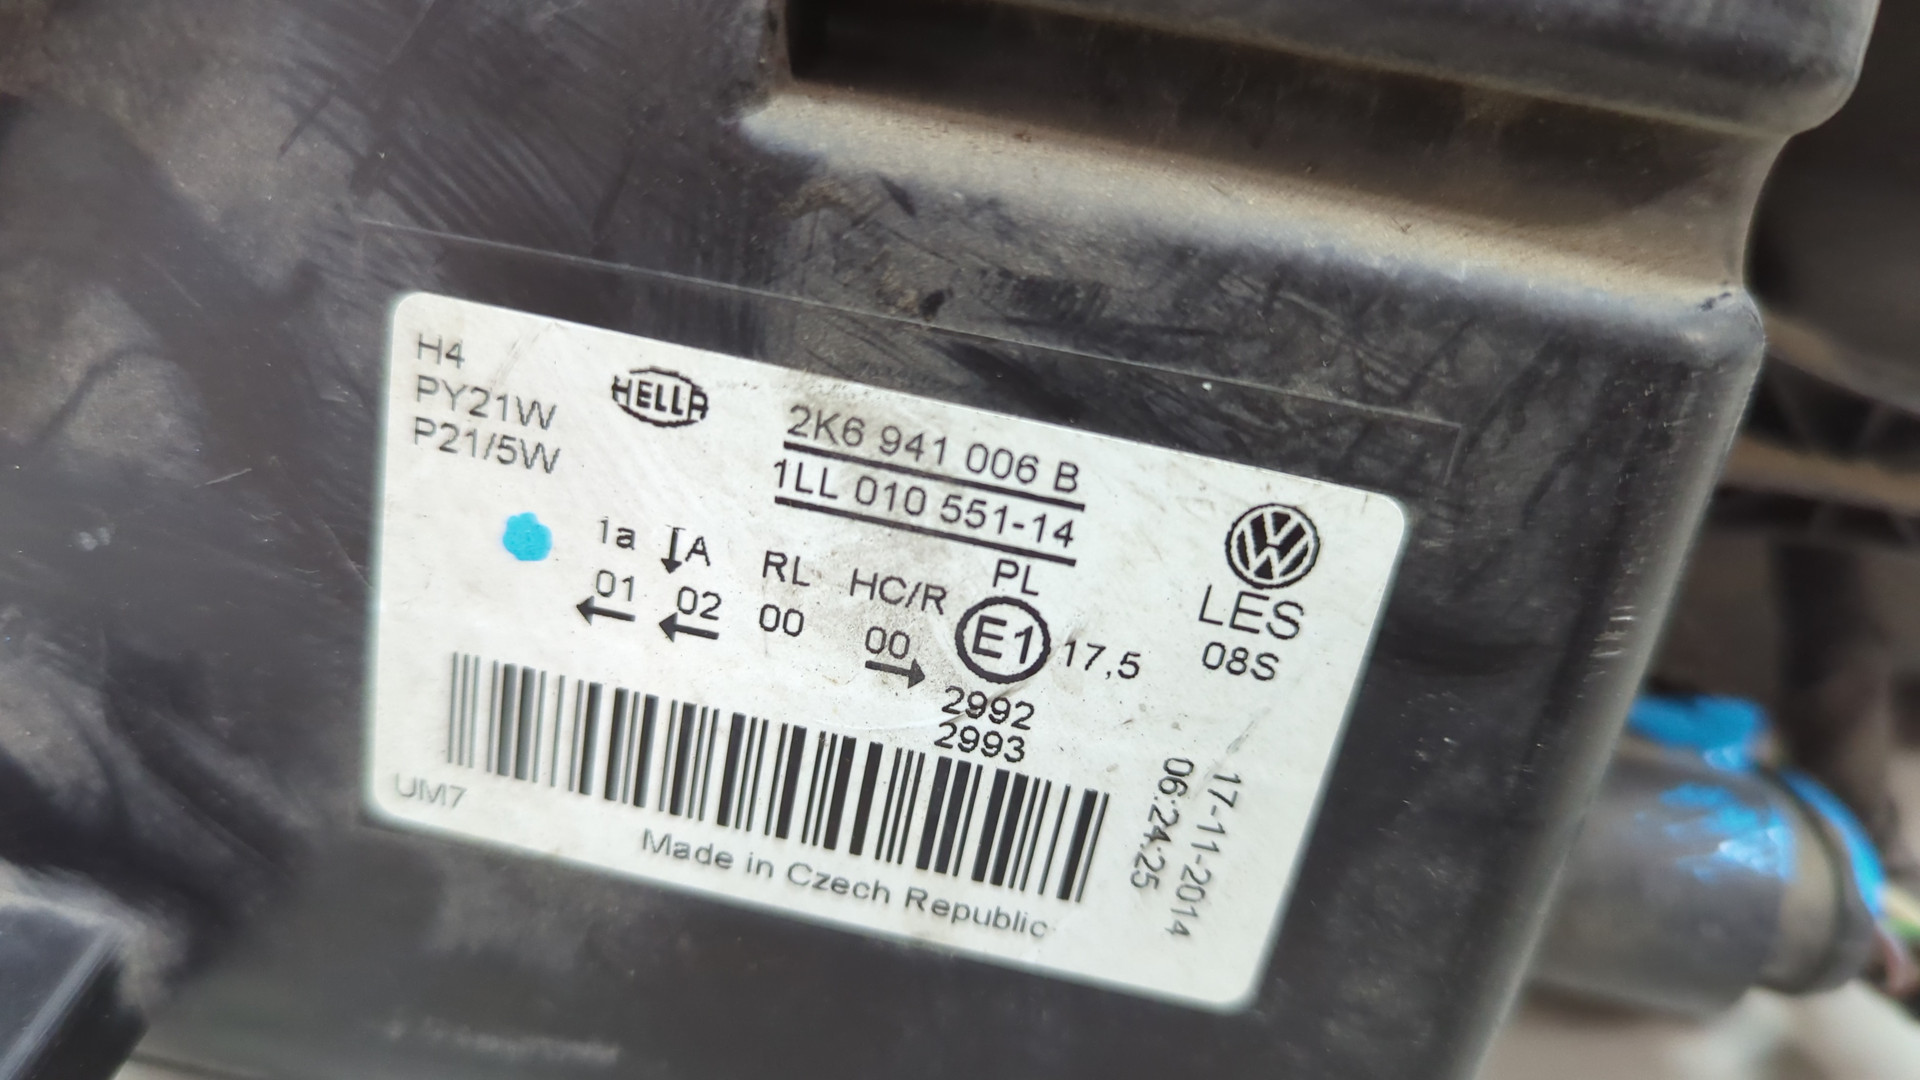 H4
PY21W
P21/5W
HELLA
2K6 941 006 B
1LL 010 551-14
1a A RL HC/R PL
01 02 00 00 E1 17,5
2992
2993
LES
08S
17-11-2014
06:24:25
UM7
Made in Czech Republic